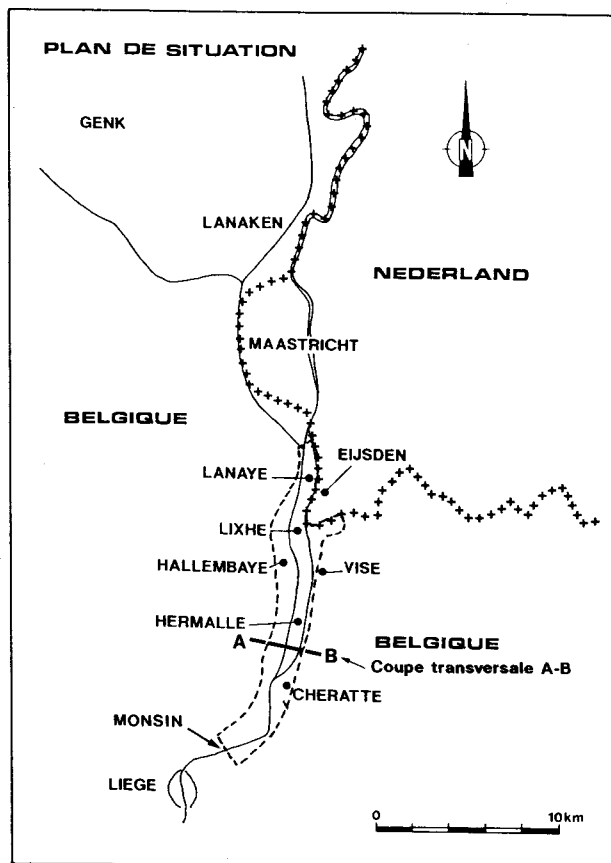 PLAN DE SITUATION
GENK
N
LANAKEN
NEDERLAND
MAASTRICHT
BELGIQUE
EIJSDEN
LANAYE
LIXHE
HALLEMBAYE
VISE
HERMALLE
A
B
BELGIQUE
Coupe transversale A-B
CHERATTE
MONSIN
LIEGE
0
10km